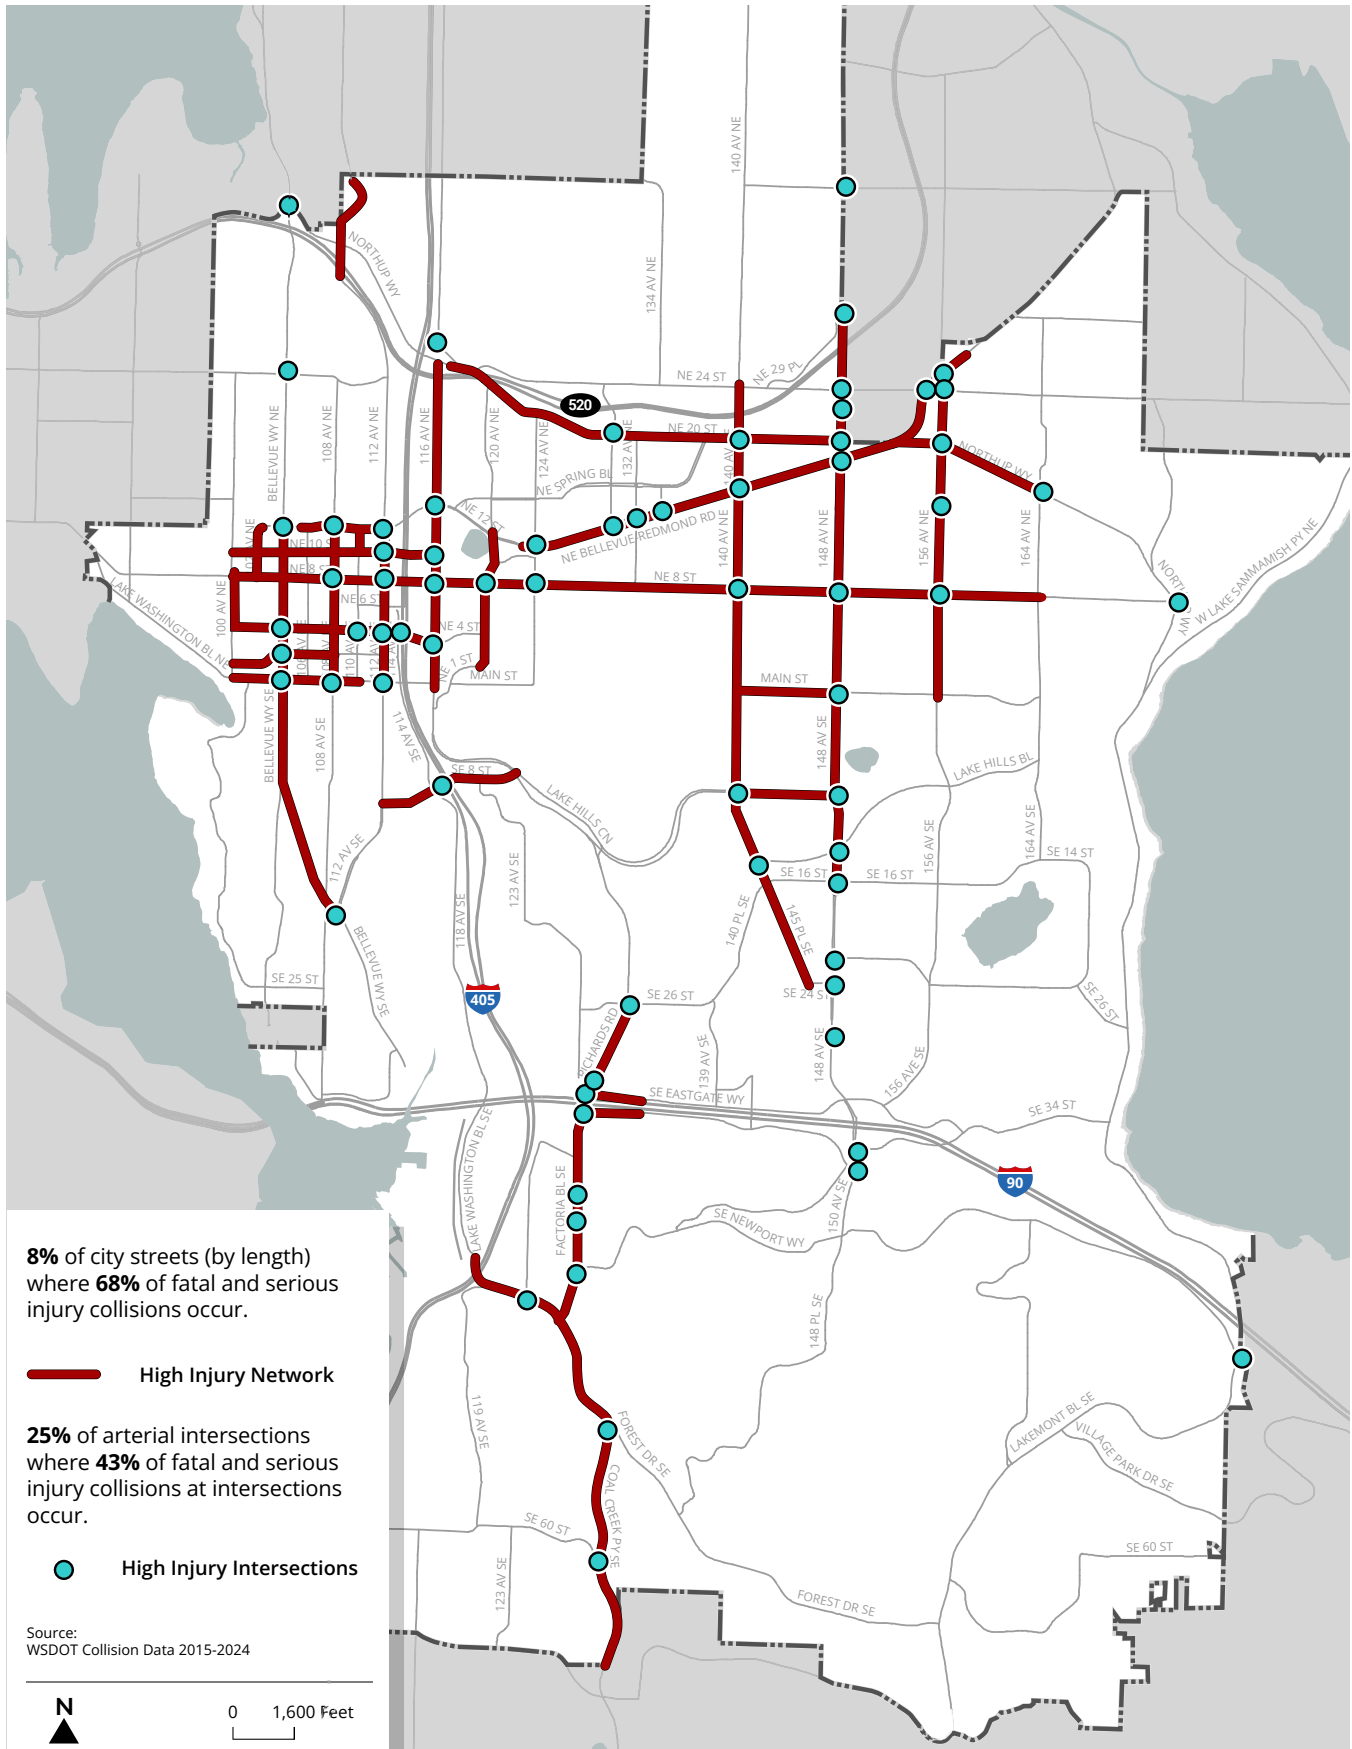 140 AV NE
NORTHUP WY
134 AV NE
NE 24 ST
NE 29 PL
520
BELLEVUE WY NE
108 AV NE
112 AV NE
116 AV NE
120 AV NE
124 AV NE
132 AV NE
NE 20 ST
140 AV
NORTHUP WY
NE SPRING BL
NE 12 ST
NE BELLEVUE/REDMOND RD
140 AV NE
148 AV NE
156 AV NE
164 AV NE
W LAKE SAMMAMISH PY NE
NE 10 S
NE 8 S
NE 8 ST
NE 6 ST
NE 4 ST
NE 1 ST
MAIN ST
MAIN ST
100 AV NE
LAKE WASHINGTON BL NE
BELLEVUE WY SE
108 AV SE
114 AV SE
148 AV SE
SE 8 ST
LAKE HILLS CN
LAKE HILLS BL
112 AV SE
123 AV SE
118 AV SE
156 AV SE
164 AV SE
SE 14 ST
SE 16 ST
SE 16 ST
140 PL SE
145 PL SE
BELLEVUE WY SE
SE 25 ST
405
SE 26 ST
SE 24 ST
SE 26 ST
RICHARDS RD
139 AV SE
148 AV SE
156 AVE SE
SE EASTGATE WY
SE 34 ST
90
LAKE WASHINGTON BL SE
FACTORIA BL SE
150 AV SE
SE NEWPORT WY
148 PL SE
119 AV SE
FOREST DR SE
LAKEMONT BL SE
VILLAGE PARK DR SE
COAL CREEK PY SE
SE 60 ST
SE 60 ST
123 AV SE
FOREST DR SE
8% of city streets (by length)
where 68% of fatal and serious
injury collisions occur.
High Injury Network
25% of arterial intersections
where 43% of fatal and serious
injury collisions at intersections
occur.
High Injury Intersections
Source:
WSDOT Collision Data 2015-2024
N
0 1,600 Feet